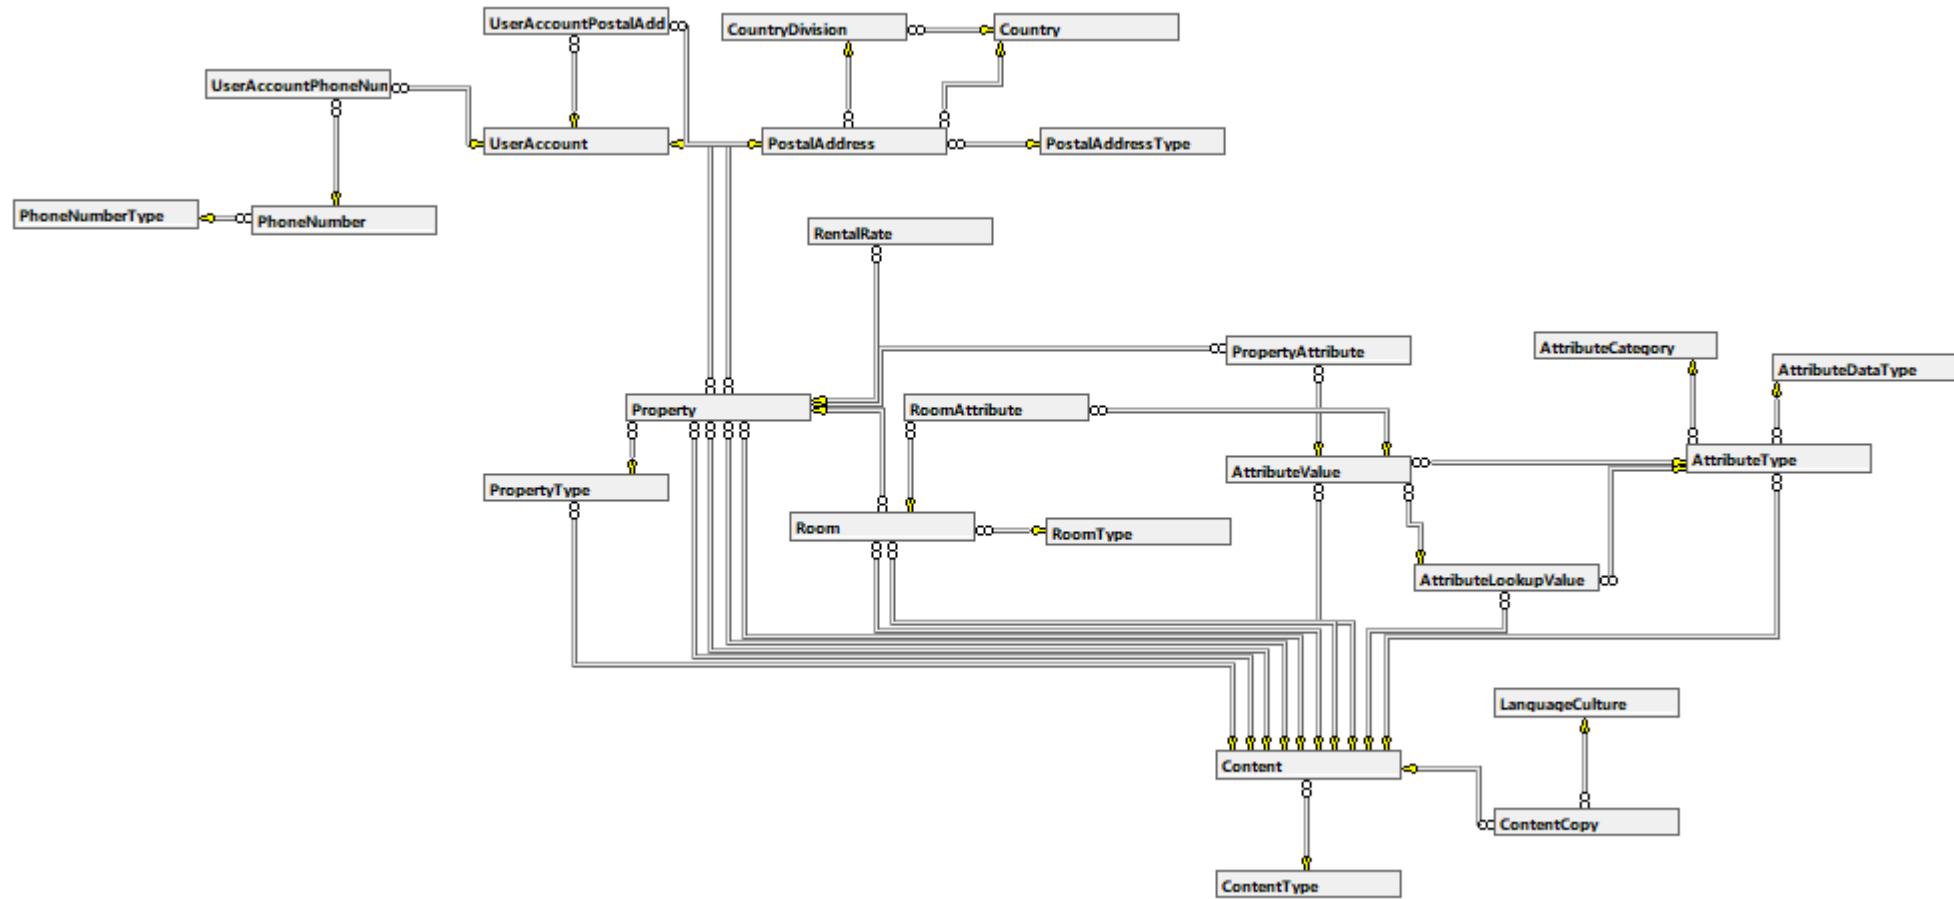 UserAccountPostalAdd
CountryDivision
Country
UserAccountPhoneNun
UserAccount
PostalAddress
PostalAddressType
PhoneNumberType
PhoneNumber
RentalRate
PropertyAttribute
AttributeCategory
AttributeDataType
Property
RoomAttribute
AttributeValue
AttributeType
PropertyType
Room
RoomType
AttributeLookupValue
LanguageCulture
Content
ContentCopy
ContentType